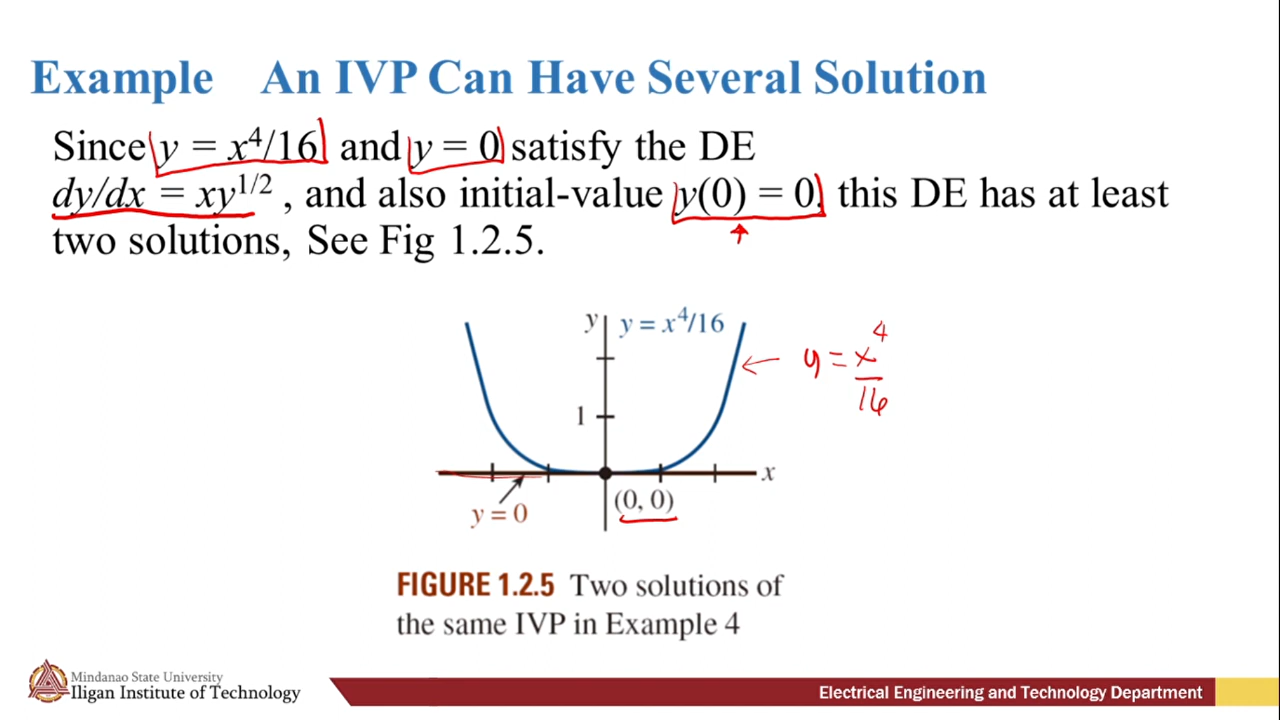 Example An IVP Can Have Several Solution
Since y = x⁴/16 and y = 0 satisfy the DE
dy/dx = xy^1/2 , and also initial-value y(0) = 0, this DE has at least
two solutions, See Fig 1.2.5.
y
y = x⁴/16
y = x⁴/16
1
x
(0, 0)
y = 0
FIGURE 1.2.5 Two solutions of
the same IVP in Example 4
Mindanao State University
Iligan Institute of Technology
Electrical Engineering and Technology Department